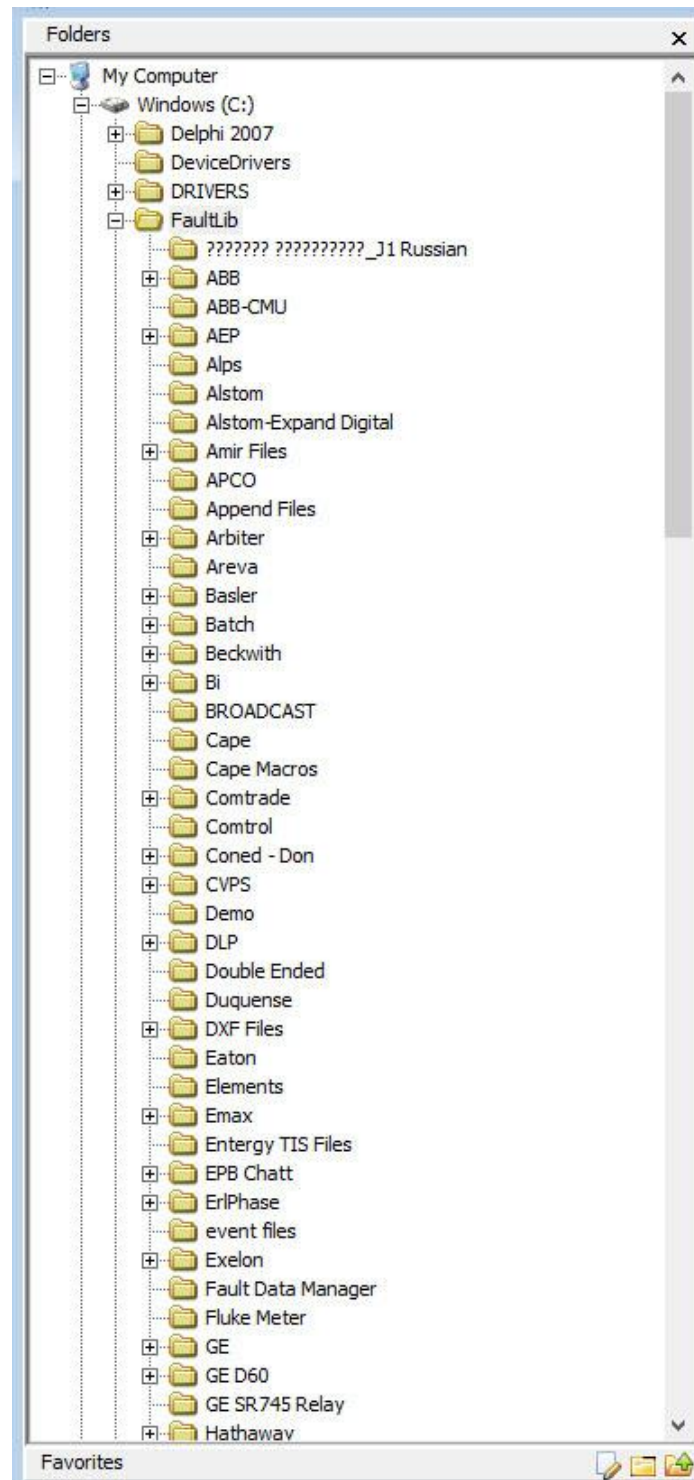 Folders
My Computer
Windows (C:)
Delphi 2007
DeviceDrivers
DRIVERS
FaultLib
??????? ??????????_J1 Russian
ABB
ABB-CMU
AEP
Alps
Alstom
Alstom-Expand Digital
Amir Files
APCO
Append Files
Arbiter
Areva
Basler
Batch
Beckwith
Bi
BROADCAST
Cape
Cape Macros
Comtrade
Comtrol
Coned - Don
CVPS
Demo
DLP
Double Ended
Duquense
DXF Files
Eaton
Elements
Emax
Entergy TIS Files
EPB Chatt
ErlPhase
event files
Exelon
Fault Data Manager
Fluke Meter
GE
GE D60
GE SR745 Relay
Hathaway
Favorites